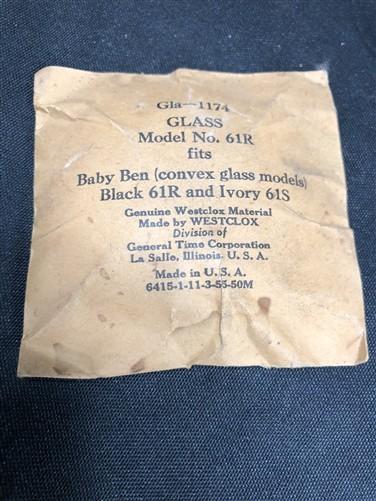 Gla—1174
GLASS
Model No. 61R
fits
Baby Ben (convex glass models)
Black 61R and Ivory 61S
Genuine Westclox Material
Made by WESTCLOX
Division of
General Time Corporation
La Salle, Illinois, U. S. A.
Made in U. S. A.
6415-1-11-3-55-50M